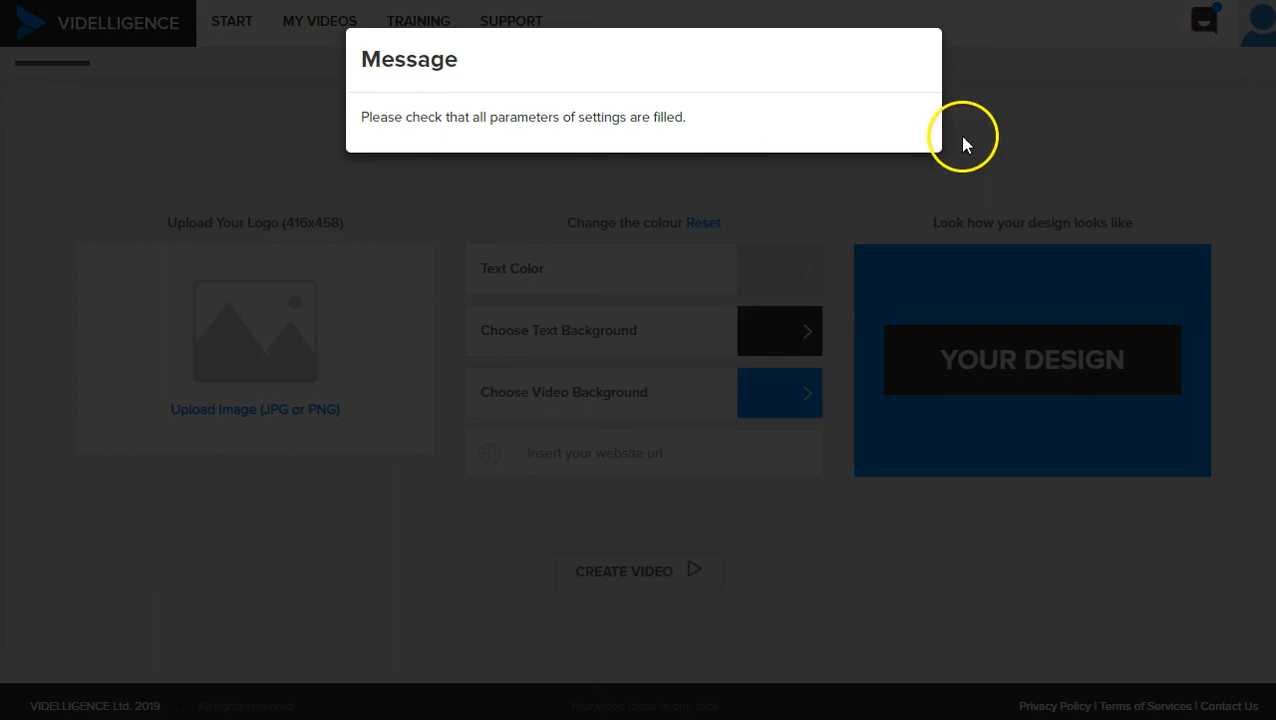 VIDELLIGENCE START MY VIDEOS TRAINING SUPPORT
Message
Please check that all parameters of settings are filled.
Upload Your Logo (416x458)
Upload Image (JPG or PNG)
Change the colour Reset
Text Color
Choose Text Background
Choose Video Background
Insert your website url
Look how your design looks like
YOUR DESIGN
CREATE VIDEO
VIDELLIGENCE Ltd. 2019 All rights reserved Your video ideas in one click Privacy Policy | Terms of Services | Contact Us